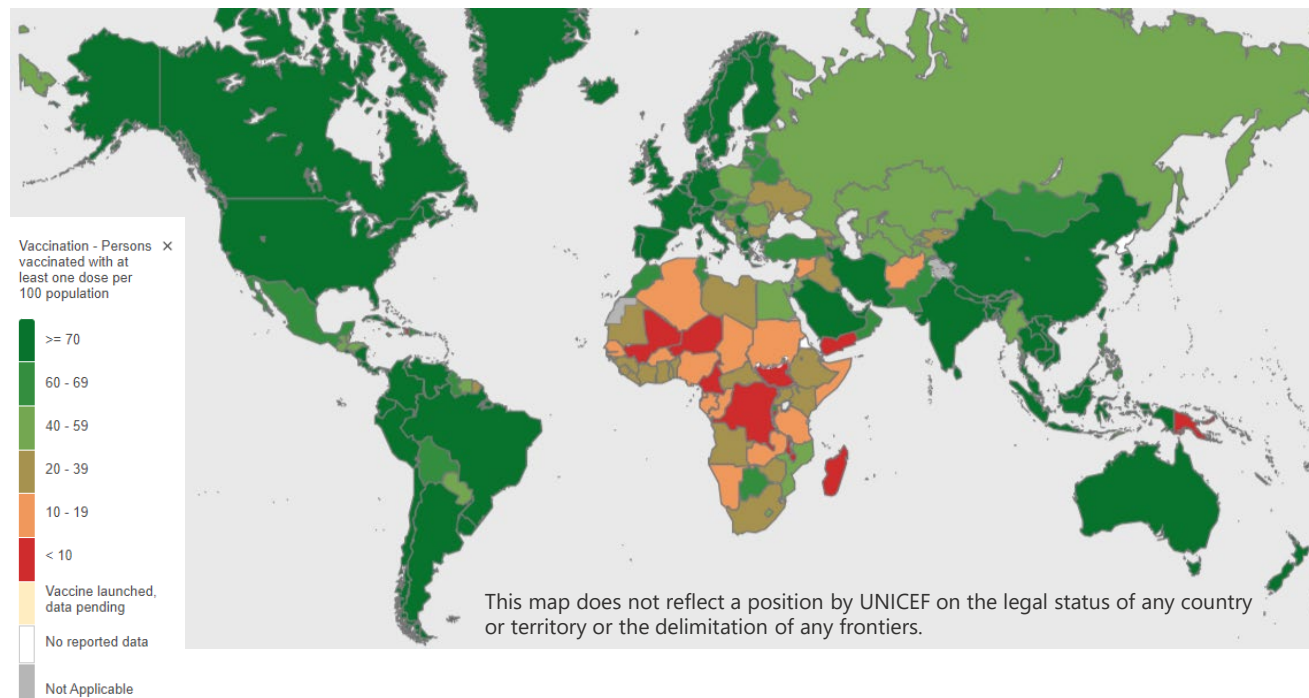 Vaccination - Persons ×
vaccinated with at
least one dose per
100 population
>= 70
60 - 69
40 - 59
20 - 39
10 - 19
< 10
Vaccine launched,
data pending
No reported data
Not Applicable
This map does not reflect a position by UNICEF on the legal status of any country
or territory or the delimitation of any frontiers.